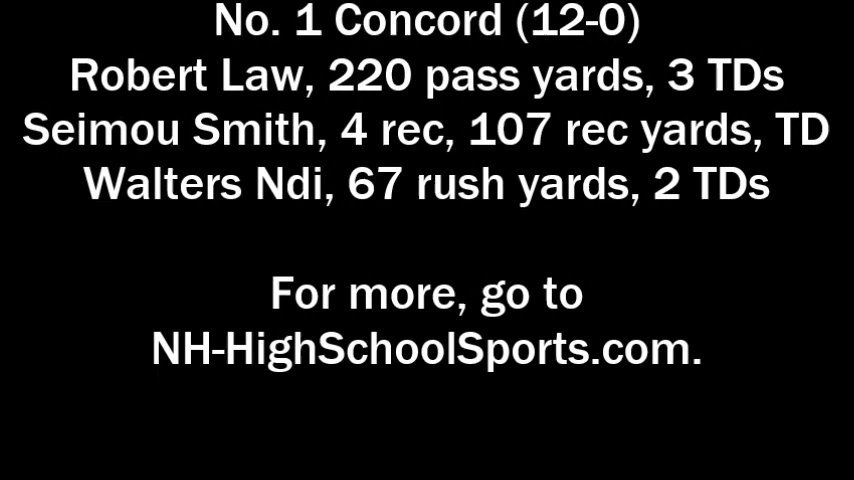 No. 1 Concord (12-0)
Robert Law, 220 pass yards, 3 TDs
Seimou Smith, 4 rec, 107 rec yards, TD
Walters Ndi, 67 rush yards, 2 TDs
For more, go to
NH-HighSchoolSports.com.